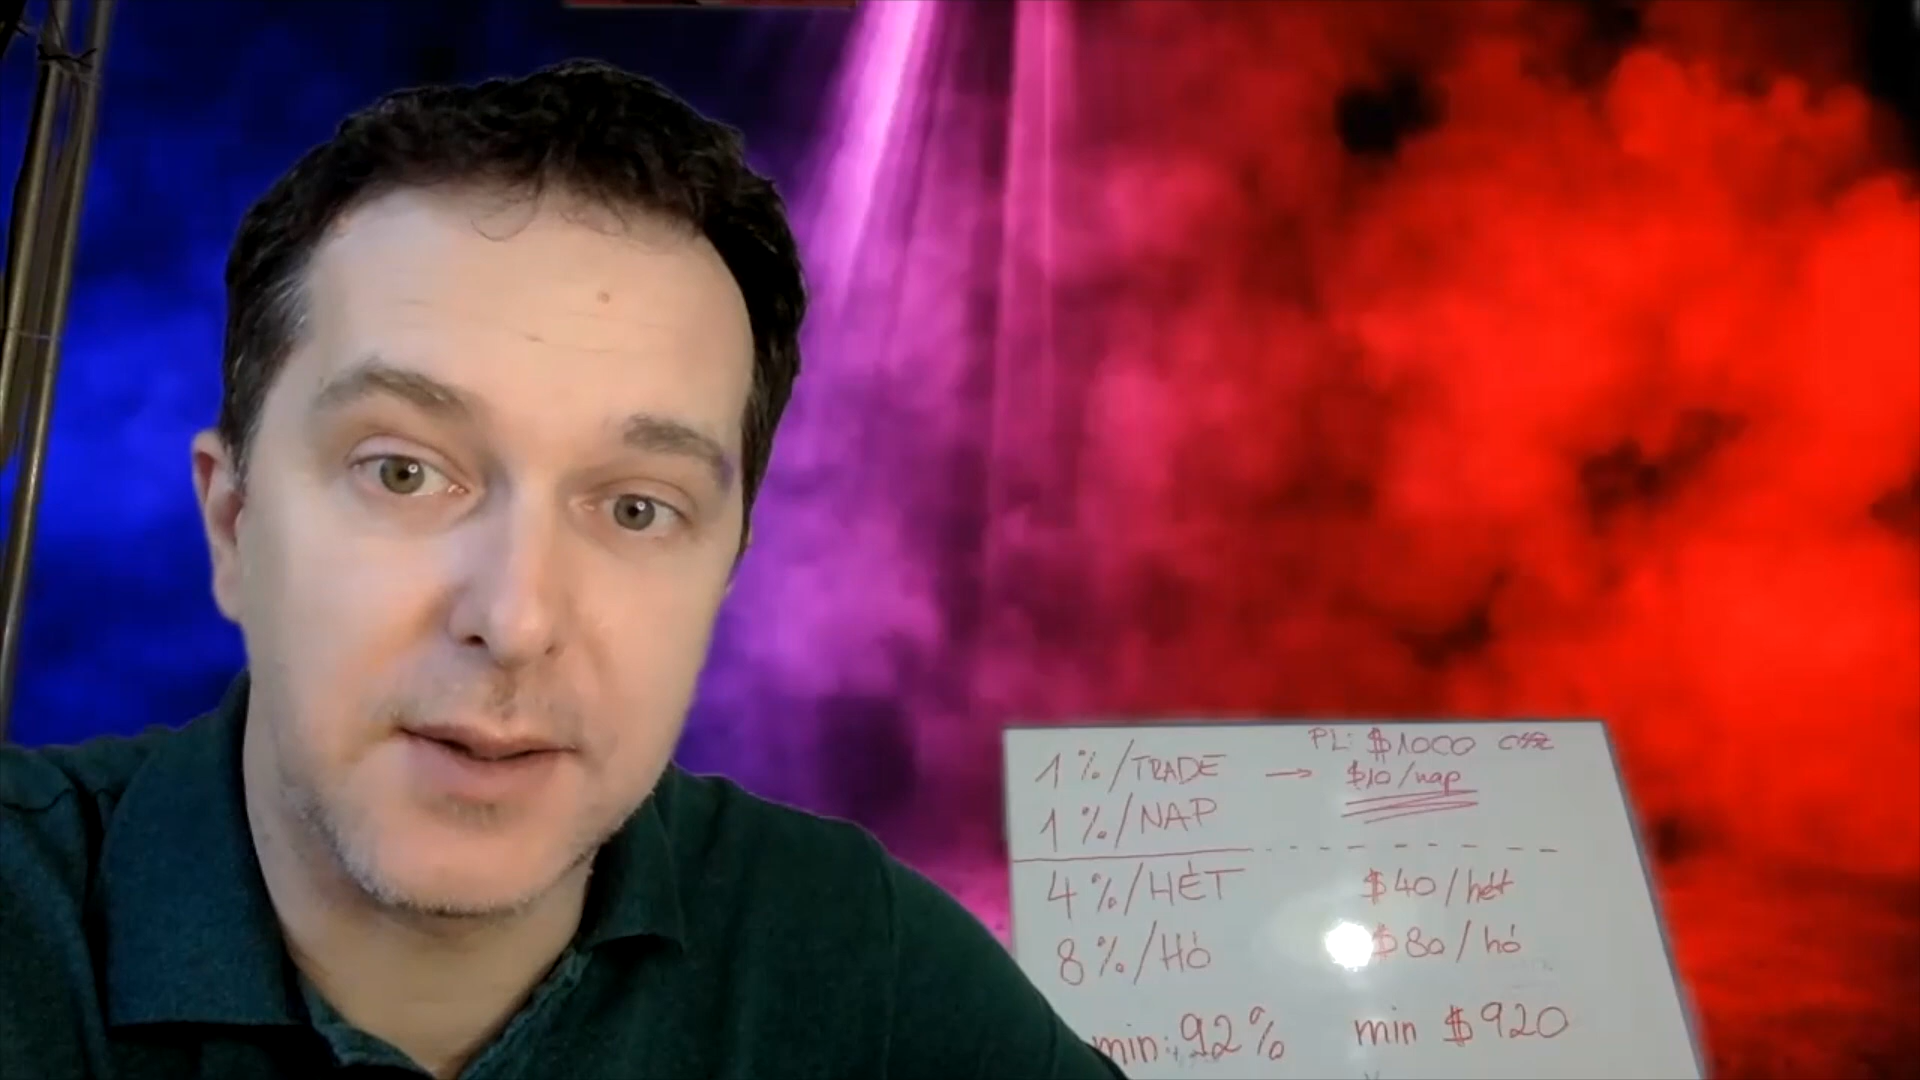 PL: $1000
1%/TRADE → $10/nap
1%/NAP
4%/HÉT $40/hét
8%/HÓ $80/hó
min: 92% min $920